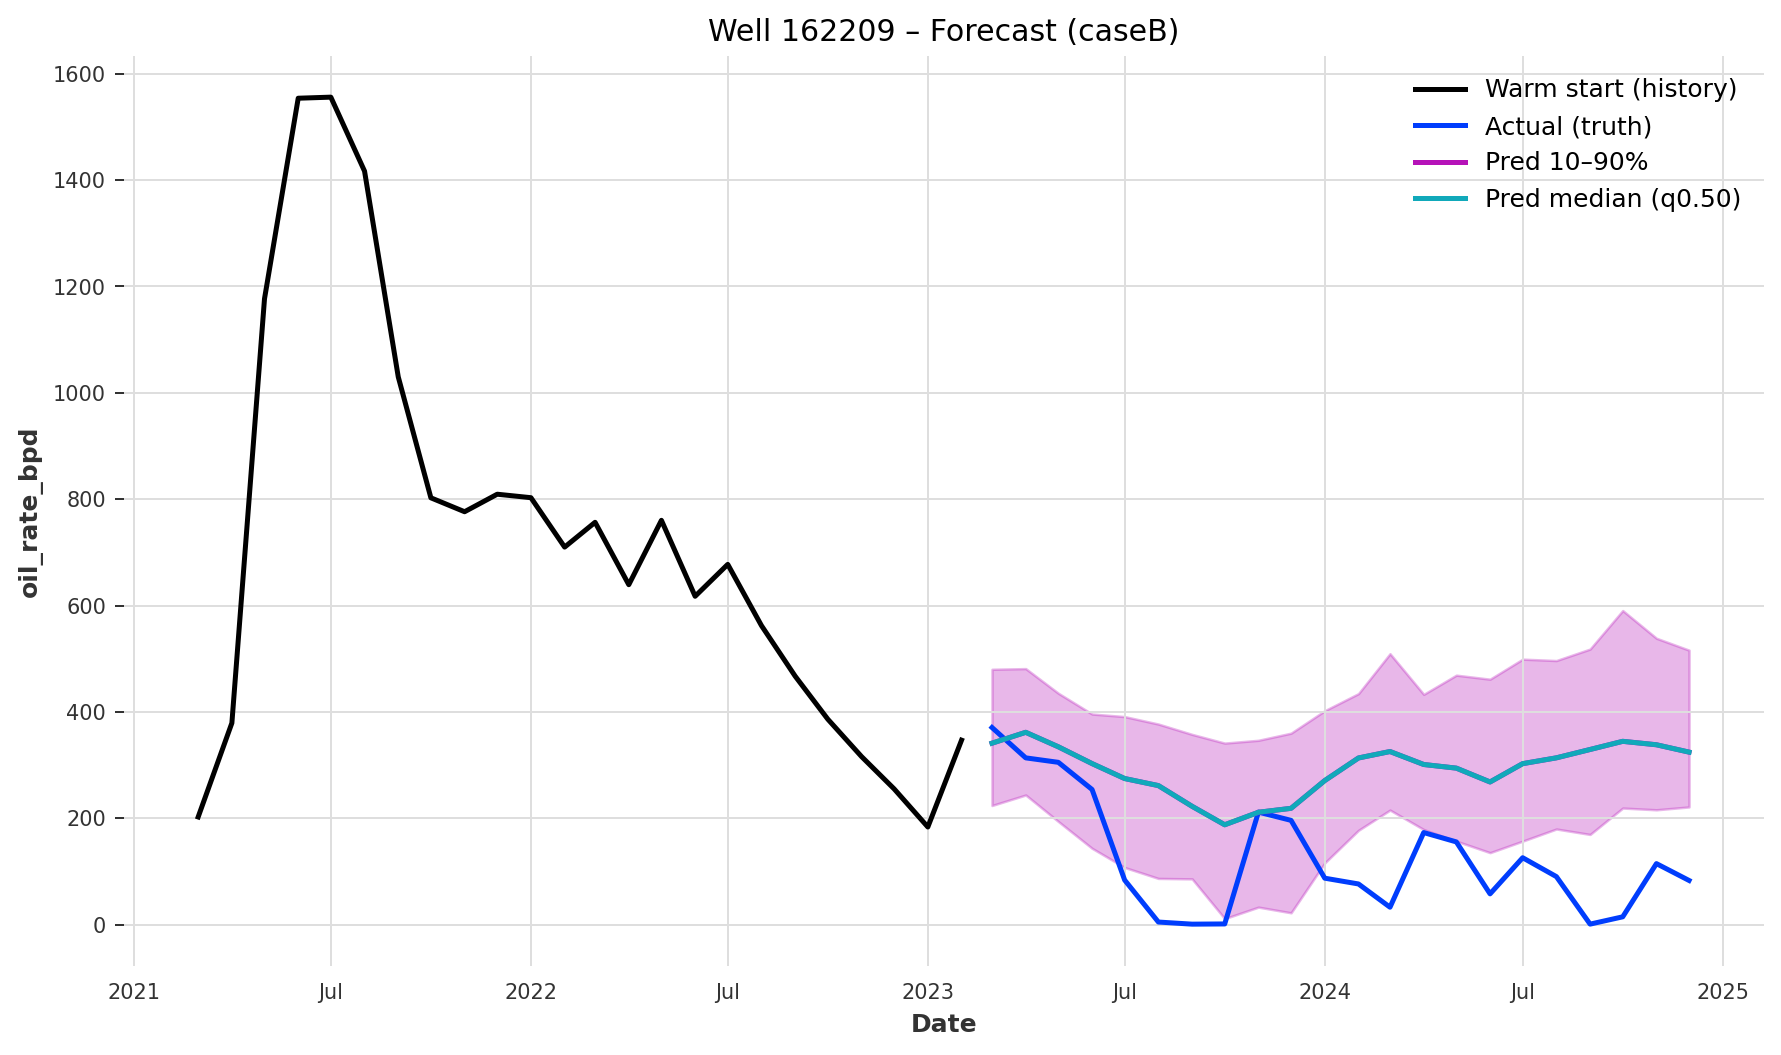 Well 162209 – Forecast (caseB)
Warm start (history)
Actual (truth)
Pred 10–90%
Pred median (q0.50)
oil_rate_bpd
1600
1400
1200
1000
800
600
400
200
0
2021 Jul 2022 Jul 2023 Jul 2024 Jul 2025
Date